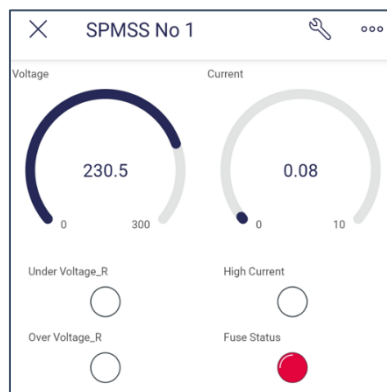 SPMSS No 1
Voltage
Current
230.5
0.08
0 300
0 10
Under Voltage_R
High Current
Over Voltage_R
Fuse Status